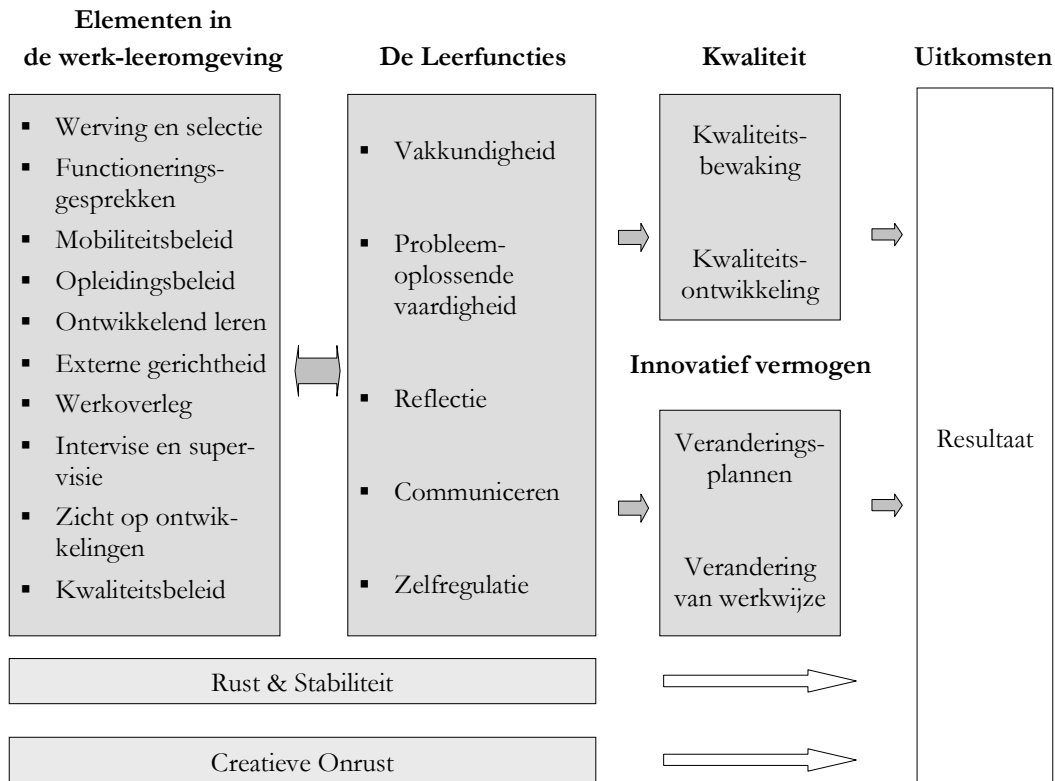 Elementen in
de werk-leeromgeving
▪ Werving en selectie
▪ Functionerings-
gesprekken
▪ Mobiliteitsbeleid
▪ Opleidingsbeleid
▪ Ontwikkelend leren
▪ Externe gerichtheid
▪ Werkoverleg
▪ Intervise en super-
visie
▪ Zicht op ontwik-
kelingen
▪ Kwaliteitsbeleid
De Leerfuncties
▪ Vakkundigheid
▪ Probleem-
oplossende
vaardigheid
▪ Reflectie
▪ Communiceren
▪ Zelfregulatie
Kwaliteit
Kwaliteits-
bewaking
Kwaliteits-
ontwikkeling
Innovatief vermogen
Veranderings-
plannen
Verandering
van werkwijze
Uitkomsten
Resultaat
Rust & Stabiliteit
Creatieve Onrust